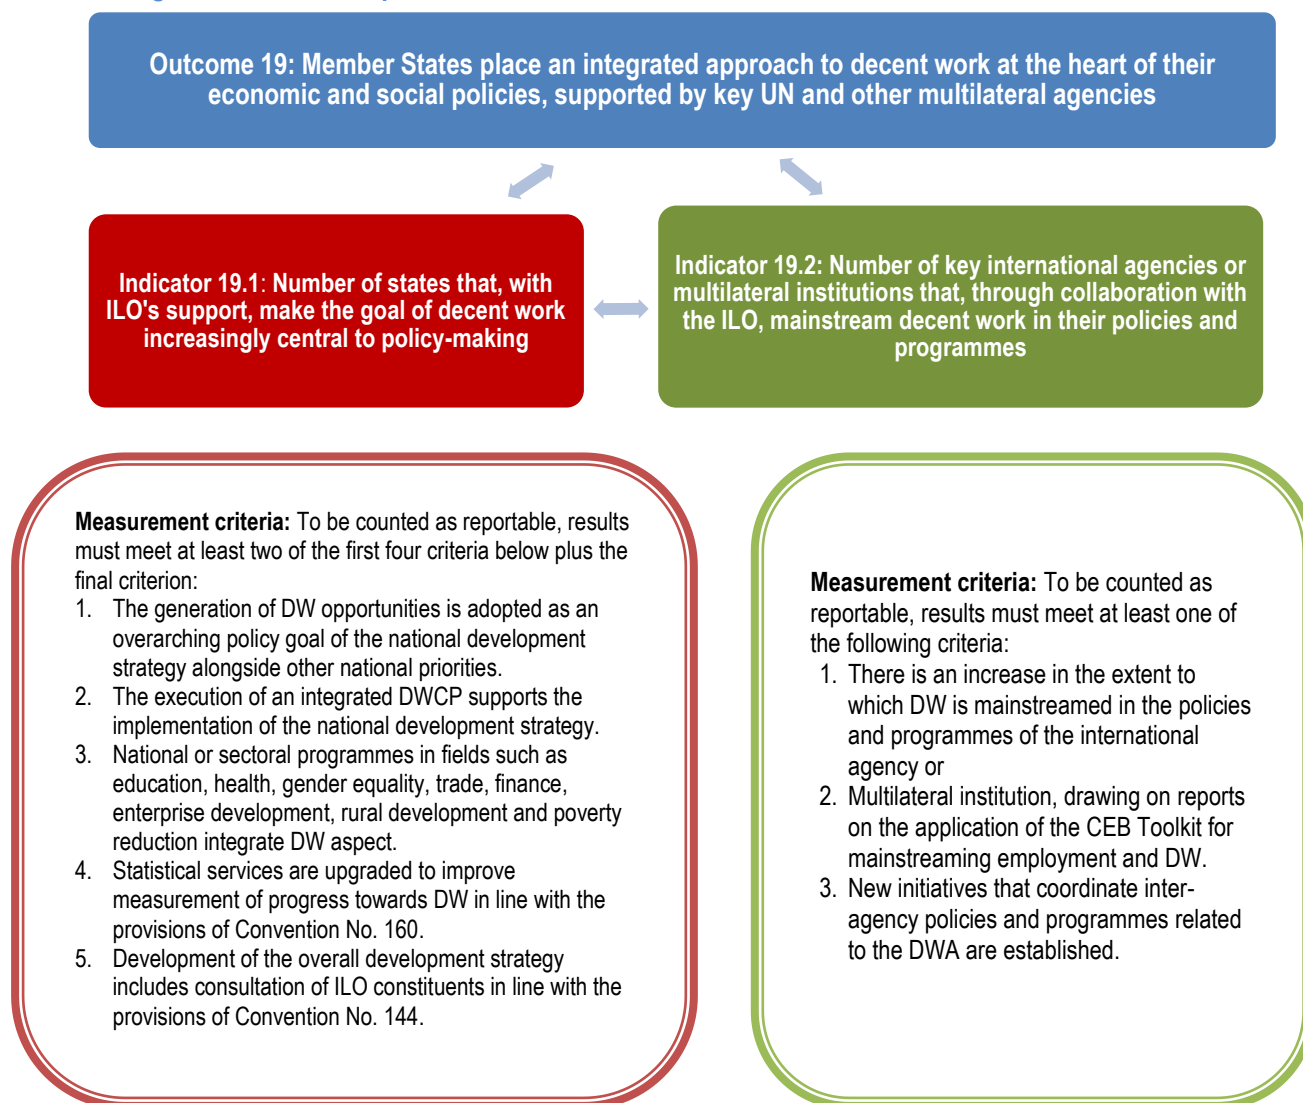 Outcome 19: Member States place an integrated approach to decent work at the heart of their
economic and social policies, supported by key UN and other multilateral agencies
Indicator 19.1: Number of states that, with
ILO's support, make the goal of decent work
increasingly central to policy-making
Indicator 19.2: Number of key international agencies or
multilateral institutions that, through collaboration with
the ILO, mainstream decent work in their policies and
programmes
Measurement criteria: To be counted as reportable, results
must meet at least two of the first four criteria below plus the
final criterion:
1. The generation of DW opportunities is adopted as an
overarching policy goal of the national development
strategy alongside other national priorities.
2. The execution of an integrated DWCP supports the
implementation of the national development strategy.
3. National or sectoral programmes in fields such as
education, health, gender equality, trade, finance,
enterprise development, rural development and poverty
reduction integrate DW aspect.
4. Statistical services are upgraded to improve
measurement of progress towards DW in line with the
provisions of Convention No. 160.
5. Development of the overall development strategy
includes consultation of ILO constituents in line with the
provisions of Convention No. 144.
Measurement criteria: To be counted as
reportable, results must meet at least one of
the following criteria:
1. There is an increase in the extent to
which DW is mainstreamed in the policies
and programmes of the international
agency or
2. Multilateral institution, drawing on reports
on the application of the CEB Toolkit for
mainstreaming employment and DW.
3. New initiatives that coordinate inter-
agency policies and programmes related
to the DWA are established.